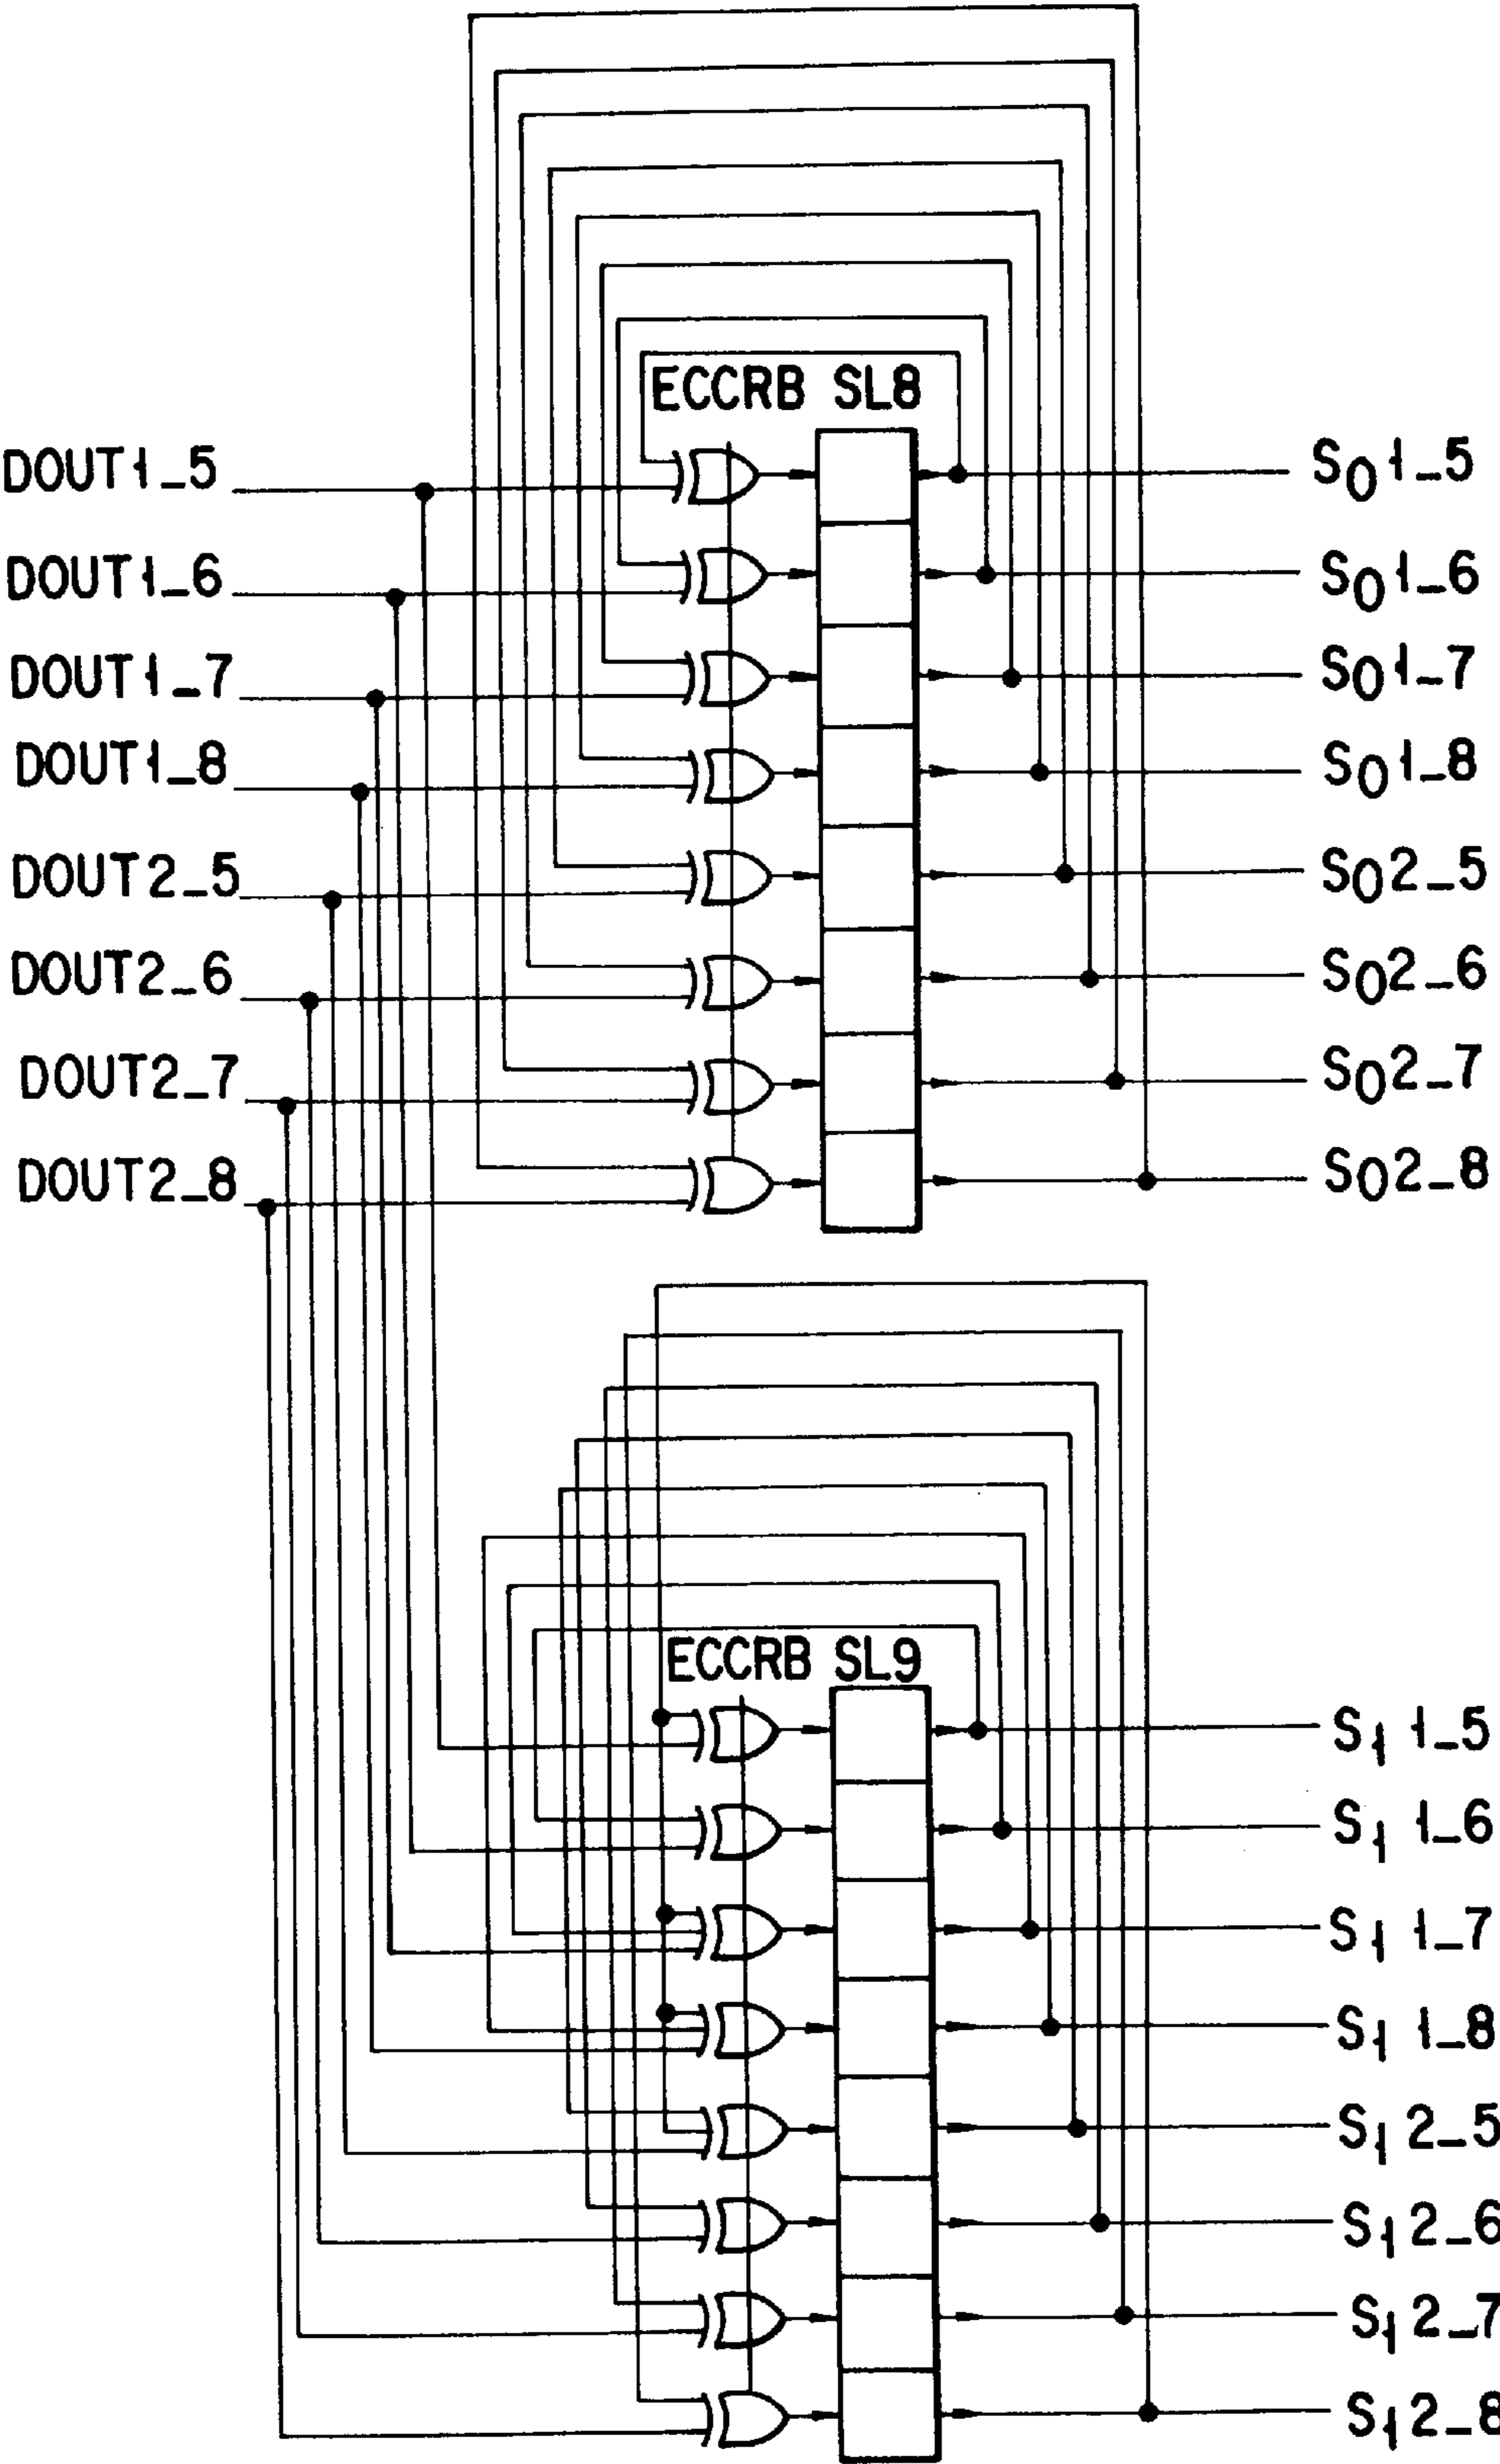 ECCRB SL8
DOUT1_5
S01_5
DOUT1_6
S01_6
DOUT1_7
S01_7
DOUT1_8
S01_8
DOUT2_5
S02_5
DOUT2_6
S02_6
DOUT2_7
S02_7
DOUT2_8
S02_8
ECCRB SL9
S11_5
S11_6
S11_7
S11_8
S12_5
S12_6
S12_7
S12_8